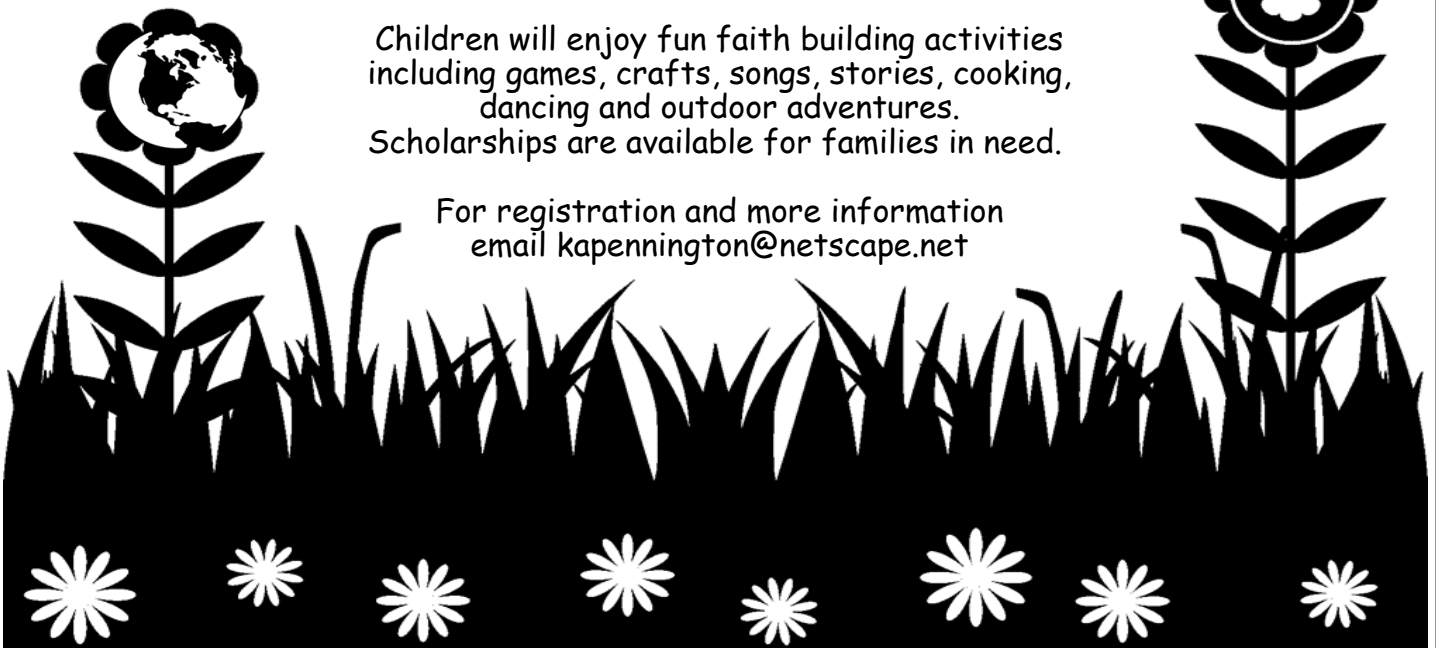 Children will enjoy fun faith building activities
including games, crafts, songs, stories, cooking,
dancing and outdoor adventures.
Scholarships are available for families in need.
For registration and more information
email kapennington@netscape.net